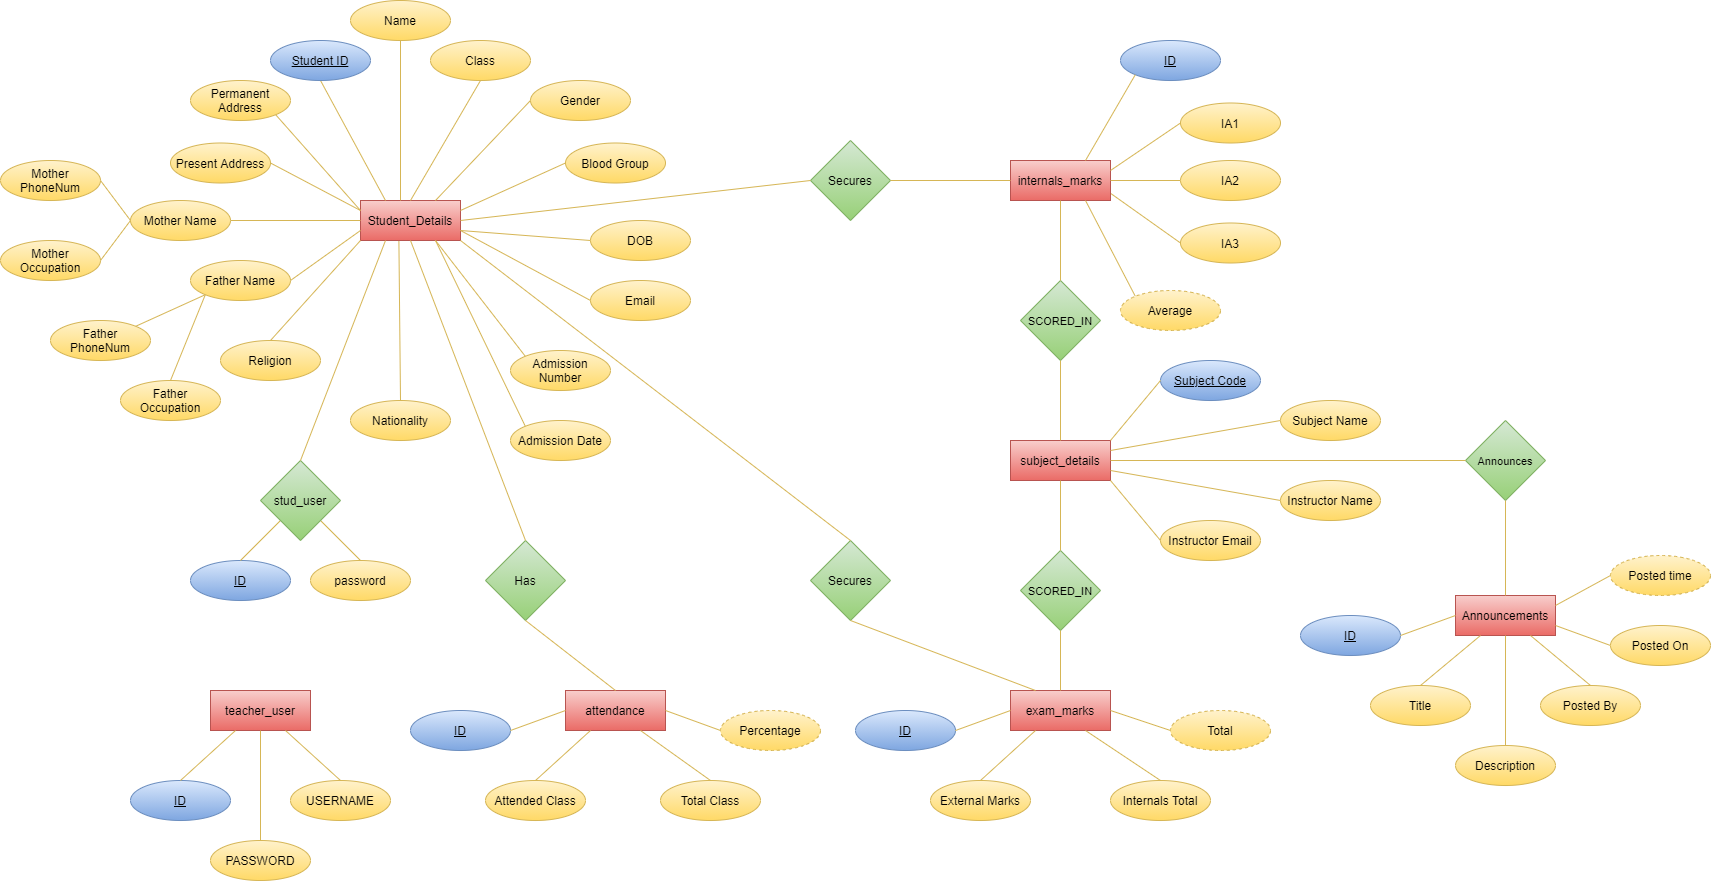 Name
Student ID
Class
ID
Permanent
Address
Gender
IA1
Present Address
Blood Group
Mother
PhoneNum
Secures
internals_marks
IA2
Mother Name
Student_Details
DOB
IA3
Mother
Occupation
Father Name
Email
Average
SCORED_IN
Father
PhoneNum
Religion
Admission
Number
Subject Code
Father
Occupation
Nationality
Subject Name
Admission Date
subject_details
Announces
stud_user
Instructor Name
Instructor Email
ID
password
Has
Secures
SCORED_IN
Posted time
Announcements
ID
Posted On
teacher_user
attendance
exam_marks
Title
Posted By
ID
Percentage
ID
Total
Description
ID
USERNAME
Attended Class
Total Class
External Marks
Internals Total
PASSWORD